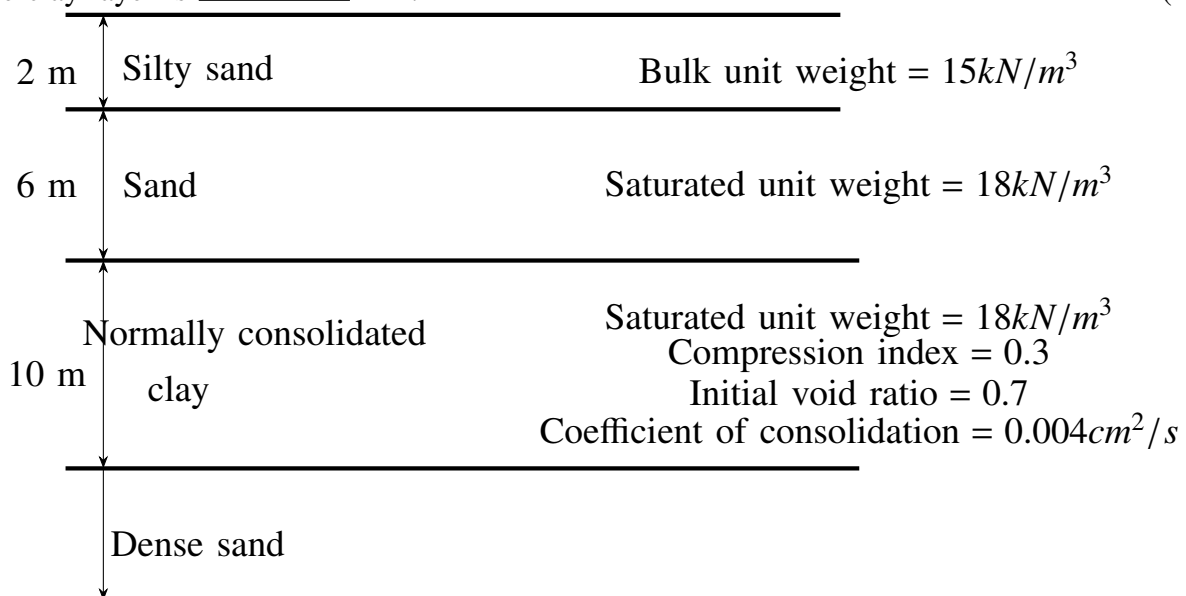 2 m
Silty sand
Bulk unit weight = 15kN/m³
6 m
Sand
Saturated unit weight = 18kN/m³
10 m
Normally consolidated
clay
Saturated unit weight = 18kN/m³
Compression index = 0.3
Initial void ratio = 0.7
Coefficient of consolidation = 0.004cm²/s
Dense sand